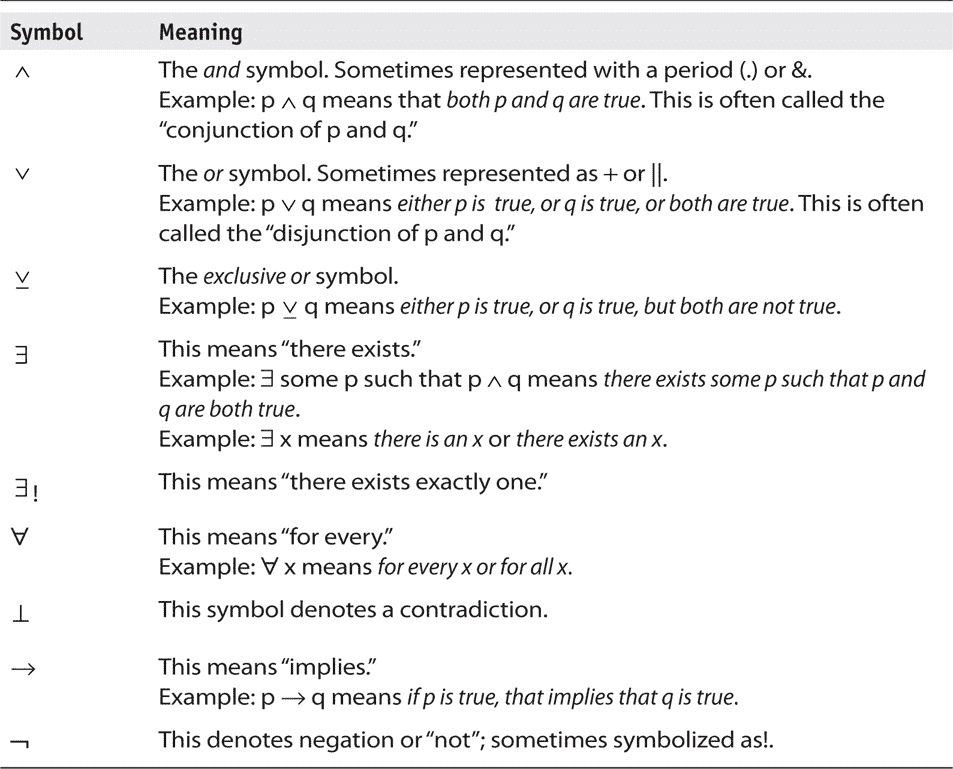 Symbol Meaning
∧ The and symbol. Sometimes represented with a period (.) or &.
Example: p ∧ q means that both p and q are true. This is often called the
“conjunction of p and q.”
∨ The or symbol. Sometimes represented as + or ||.
Example: p ∨ q means either p is true, or q is true, or both are true. This is often
called the “disjunction of p and q.”
⊻ The exclusive or symbol.
Example: p ⊻ q means either p is true, or q is true, but both are not true.
∃ This means “there exists.”
Example: ∃ some p such that p ∧ q means there exists some p such that p and
q are both true.
Example: ∃ x means there is an x or there exists an x.
∃! This means “there exists exactly one.”
∀ This means “for every.”
Example: ∀ x means for every x or for all x.
⊥ This symbol denotes a contradiction.
→ This means “implies.”
Example: p → q means if p is true, that implies that q is true.
¬ This denotes negation or “not”; sometimes symbolized as!.